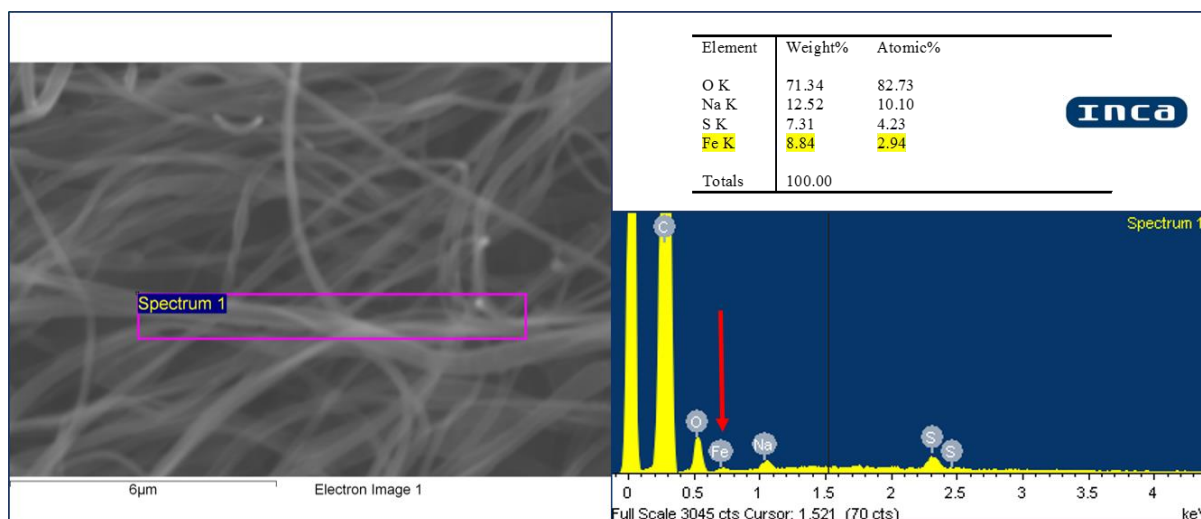 Spectrum 1
6μm
Electron Image 1
Element Weight% Atomic%
O K 71.34 82.73
Na K 12.52 10.10
S K 7.31 4.23
Fe K 8.84 2.94
Totals 100.00
INCA
Spectrum 1
C
O
Fe
Na
S
S
0 0.5 1 1.5 2 2.5 3 3.5 4
Full Scale 3045 cts Cursor: 1.521 (70 cts)